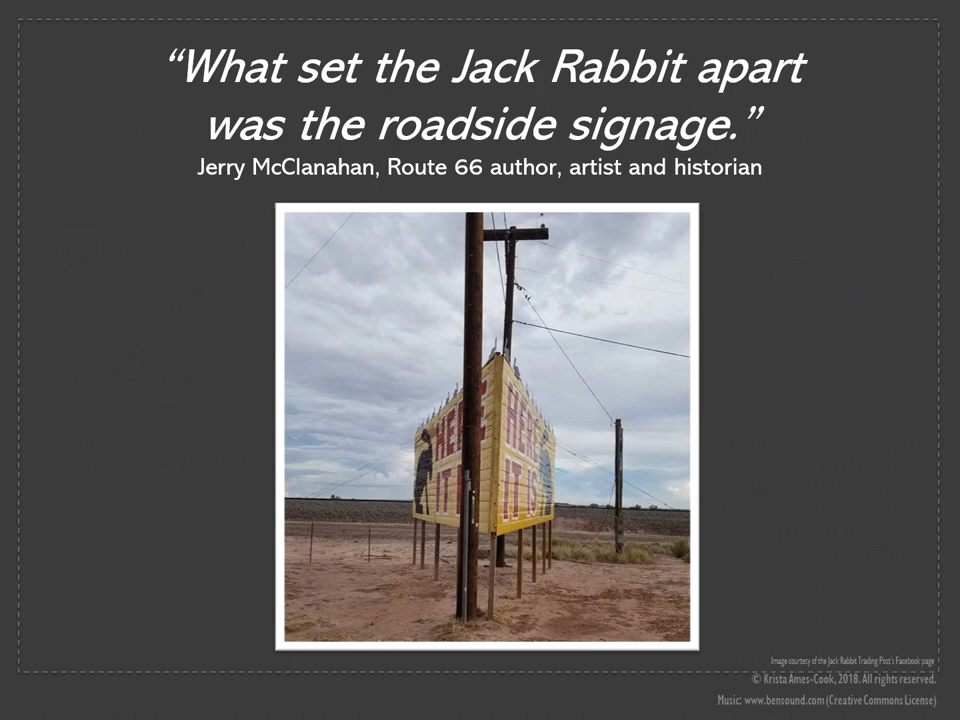 “What set the Jack Rabbit apart
was the roadside signage.”
Jerry McClanahan, Route 66 author, artist and historian
HERE HERE
IT IT IS
Image courtesy of the Jack Rabbit Trading Post's Facebook page
© Krista Ames-Cook, 2018. All rights reserved.
Music: www.bensound.com (Creative Commons License)